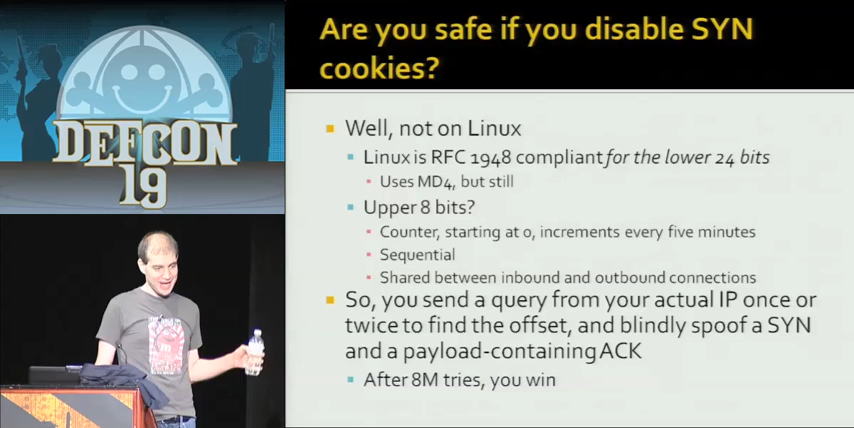 DEFCON
19
Are you safe if you disable SYN
cookies?
Well, not on Linux
Linux is RFC 1948 compliant for the lower 24 bits
Uses MD4, but still
Upper 8 bits?
Counter, starting at 0, increments every five minutes
Sequential
Shared between inbound and outbound connections
So, you send a query from your actual IP once or
twice to find the offset, and blindly spoof a SYN
and a payload-containing ACK
After 8M tries, you win